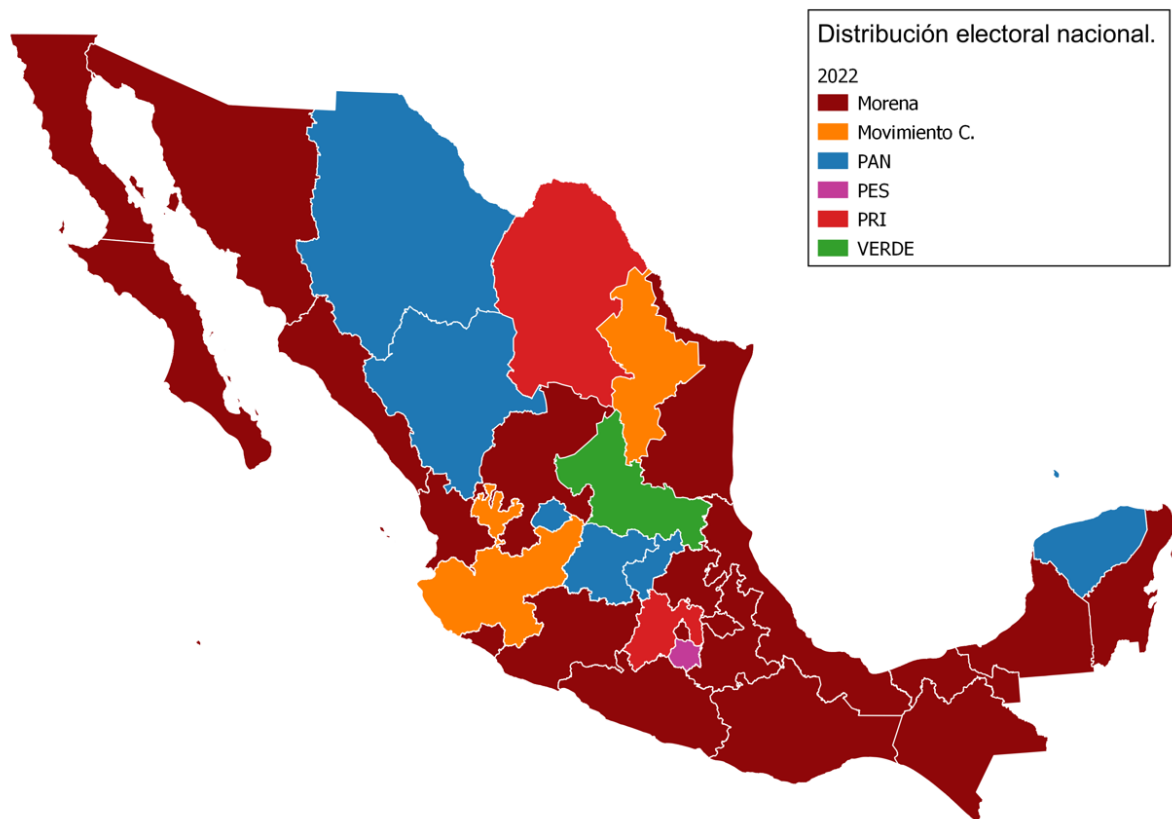 Distribución electoral nacional.
2022
Morena
Movimiento C.
PAN
PES
PRI
VERDE